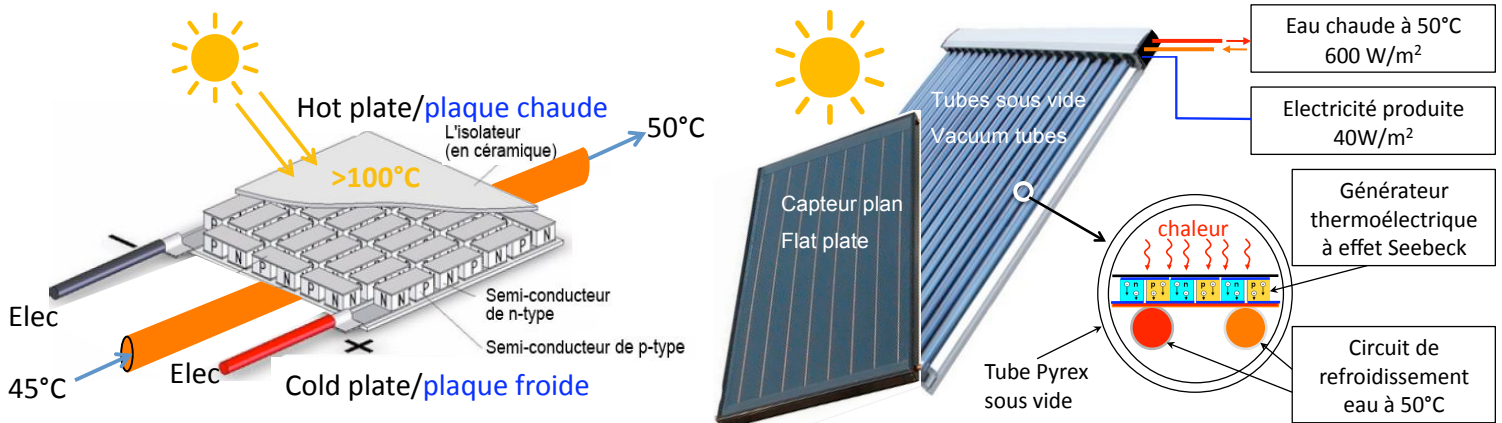 Hot plate/plaque chaude
L'isolateur
(en céramique)
50°C
>100°C
P N P N P N N N P N P N
Semi-conducteur
de n-type
Semi-conducteur de p-type
Elec
45°C
Elec
Cold plate/plaque froide
Tubes sous vide
Vacuum tubes
Capteur plan
Flat plate
Eau chaude à 50°C
600 W/m²
Electricité produite
40W/m²
Générateur
thermoélectrique
à effet Seebeck
chaleur
n p n p n p
Tube Pyrex
sous vide
Circuit de
refroidissement
eau à 50°C